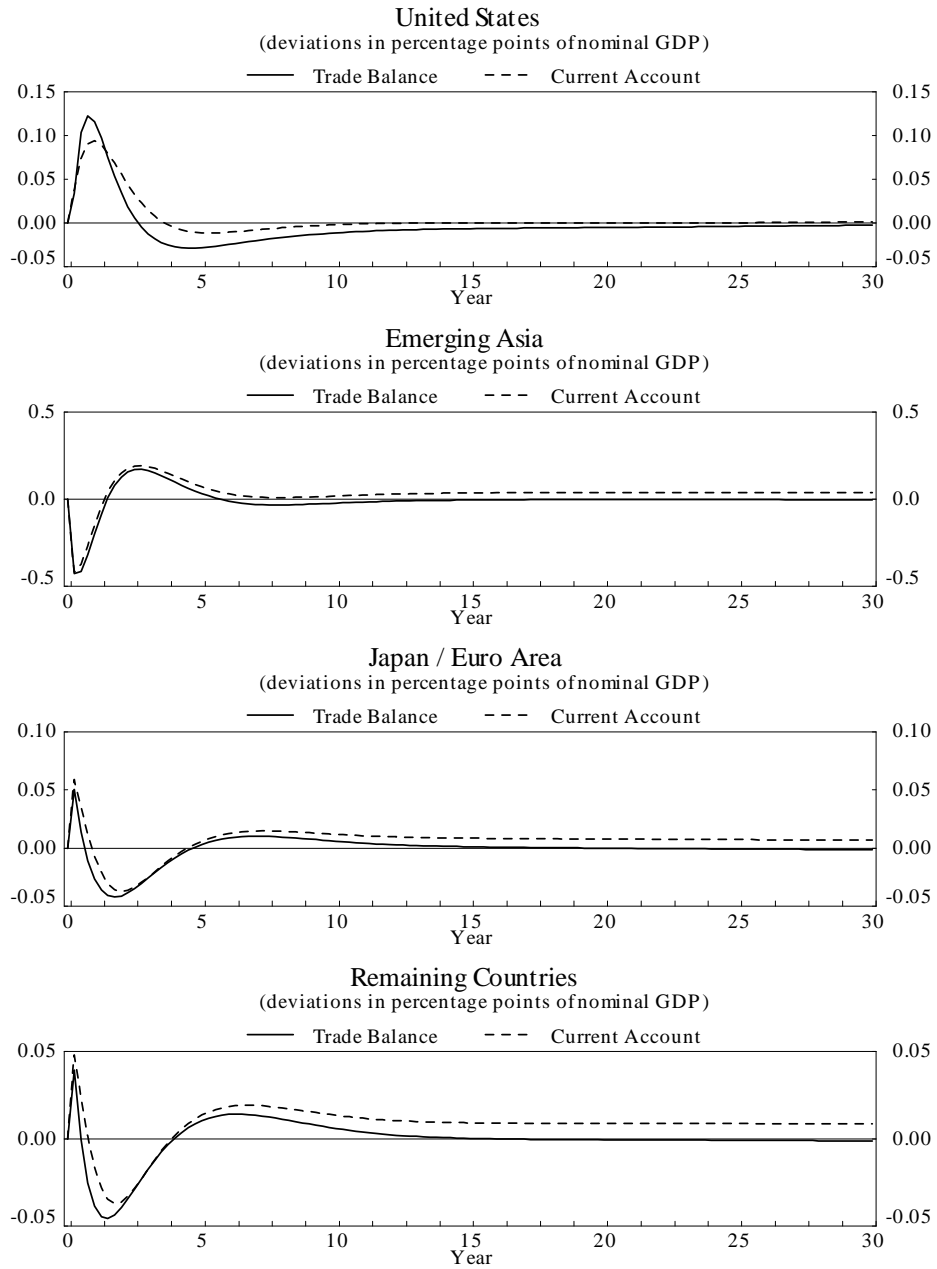 United States
(deviations in percentage points of nominal GDP)
Trade Balance Current Account
0.15 0.15
0.10 0.10
0.05 0.05
0.00 0.00
-0.05 -0.05
0 5 10 15 20 25 30
Year
Emerging Asia
(deviations in percentage points of nominal GDP)
Trade Balance Current Account
0.5 0.5
0.0 0.0
-0.5 -0.5
0 5 10 15 20 25 30
Year
Japan / Euro Area
(deviations in percentage points of nominal GDP)
Trade Balance Current Account
0.10 0.10
0.05 0.05
0.00 0.00
-0.05 -0.05
0 5 10 15 20 25 30
Year
Remaining Countries
(deviations in percentage points of nominal GDP)
Trade Balance Current Account
0.05 0.05
0.00 0.00
-0.05 -0.05
0 5 10 15 20 25 30
Year